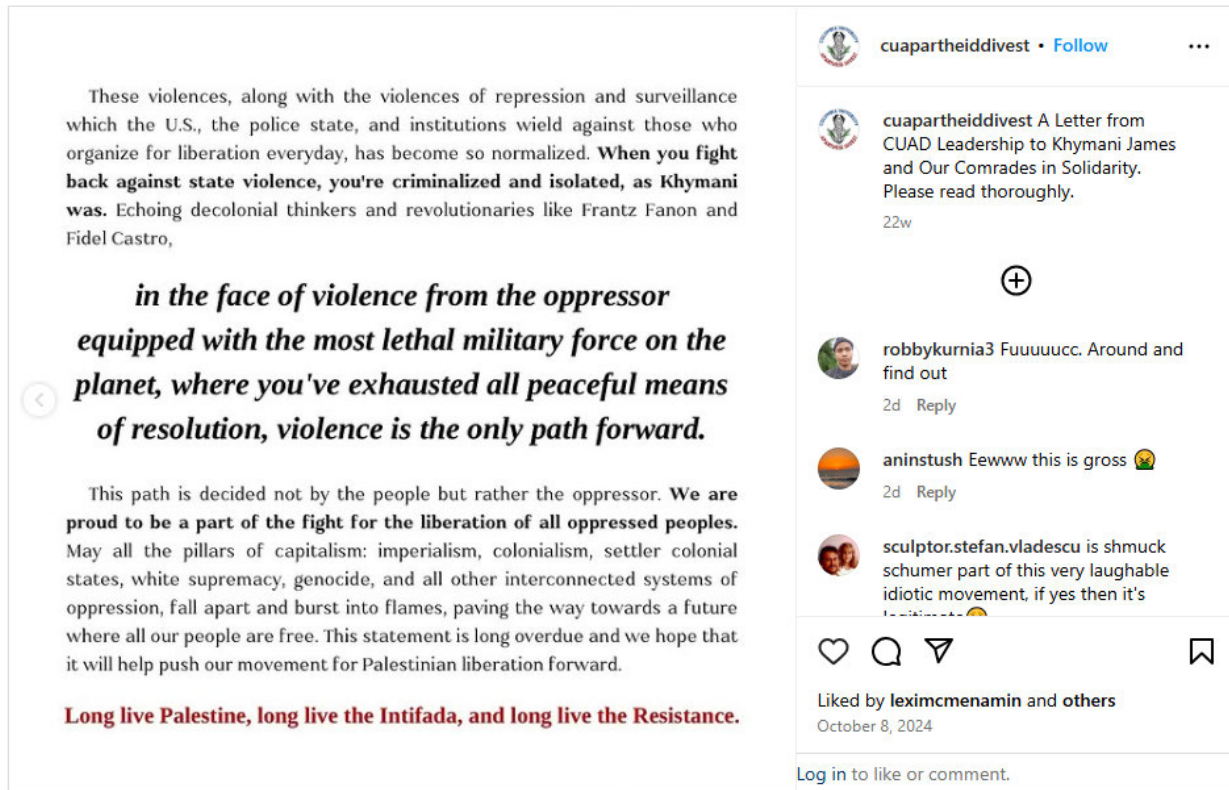 These violences, along with the violences of repression and surveillance
which the U.S., the police state, and institutions wield against those who
organize for liberation everyday, has become so normalized. When you fight
back against state violence, you're criminalized and isolated, as Khymani
was. Echoing decolonial thinkers and revolutionaries like Frantz Fanon and
Fidel Castro,
in the face of violence from the oppressor
equipped with the most lethal military force on the
planet, where you've exhausted all peaceful means
of resolution, violence is the only path forward.
This path is decided not by the people but rather the oppressor. We are
proud to be a part of the fight for the liberation of all oppressed peoples.
May all the pillars of capitalism: imperialism, colonialism, settler colonial
states, white supremacy, genocide, and all other interconnected systems of
oppression, fall apart and burst into flames, paving the way towards a future
where all our people are free. This statement is long overdue and we hope that
it will help push our movement for Palestinian liberation forward.
Long live Palestine, long live the Intifada, and long live the Resistance.
cuapartheiddivest • Follow
cuapartheiddivest A Letter from
CUAD Leadership to Khymani James
and Our Comrades in Solidarity.
Please read thoroughly.
22w
robbykurnia3 Fuuuuucc. Around and
find out
2d Reply
aninstush Eewww this is gross 🤮
2d Reply
sculptor.stefan.vladescu is shmuck
schumer part of this very laughable
idiotic movement, if yes then it's
Liked by leximcmenamin and others
October 8, 2024
Log in to like or comment.